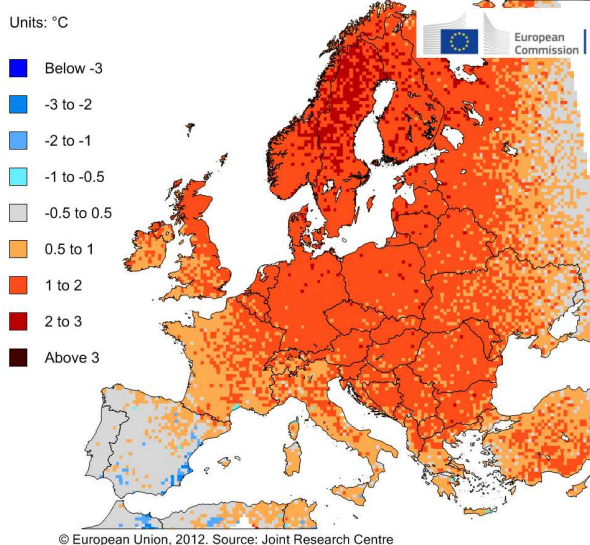 Units: °C
Below -3
-3 to -2
-2 to -1
-1 to -0.5
-0.5 to 0.5
0.5 to 1
1 to 2
2 to 3
Above 3
European
Commission
© European Union, 2012. Source: Joint Research Centre